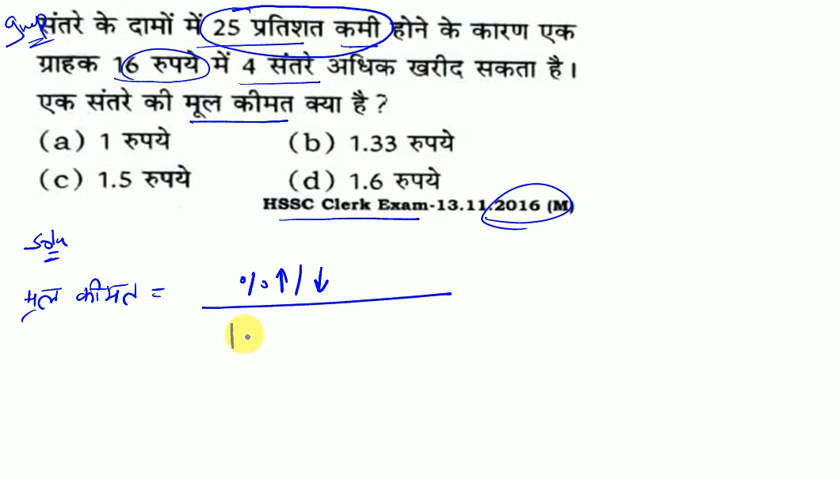 Ques संतरे के दामों में 25 प्रतिशत कमी होने के कारण एक
ग्राहक 16 रुपये में 4 संतरे अधिक खरीद सकता है।
एक संतरे की मूल कीमत क्या है ?
(a) 1 रुपये (b) 1.33 रुपये
(c) 1.5 रुपये (d) 1.6 रुपये
HSSC Clerk Exam-13.11.2016 (M)
Soln
मूल कीमत = %↑/↓
1.